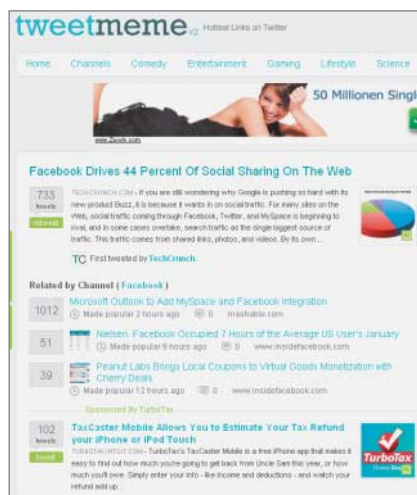 tweetmeme v2 Hottest Links on Twitter
Home Channels Comedy Entertainment Gaming Lifestyle Science
50 Millionen Singl
www.Zoosk.com
Facebook Drives 44 Percent Of Social Sharing On The Web
733
tweets
retweet
TECHCRUNCH.COM - If you are still wondering why Google is pushing so hard with its
new product Buzz, it is because it wants in on social traffic. For many sites on the
Web, social traffic coming through Facebook, Twitter, and MySpace is beginning to
rival, and in some cases overtake, search traffic as the single biggest source of
traffic. This traffic comes from shared links, photos, and videos. By its own ...
TC First tweeted by TechCrunch.
Related by Channel ( Facebook )
1012
Microsoft Outlook to Add MySpace and Facebook Integration
Made popular 2 hours ago 0 mashable.com
51
Nielsen: Facebook Occupied 7 Hours of the Average US User's January
Made popular 9 hours ago 0 www.insidefacebook.com
39
Peanut Labs Brings Local Coupons to Virtual Goods Monetization with
Cherry Deals
Made popular 12 hours ago 0 www.insidefacebook.com
Sponsored By TurboTax
102
tweets
tweet
TaxCaster Mobile Allows You to Estimate Your Tax Refund
your iPhone or iPod Touch
TURBOTAX.INTUIT.COM - TurboTax's TaxCaster Mobile is a free iPhone app that makes it
easy to find out how much you're going to get back from Uncle Sam this year, or how
much you'll owe. Simply enter your info - like income and deductions - and watch your
refund add up...
TurboTax